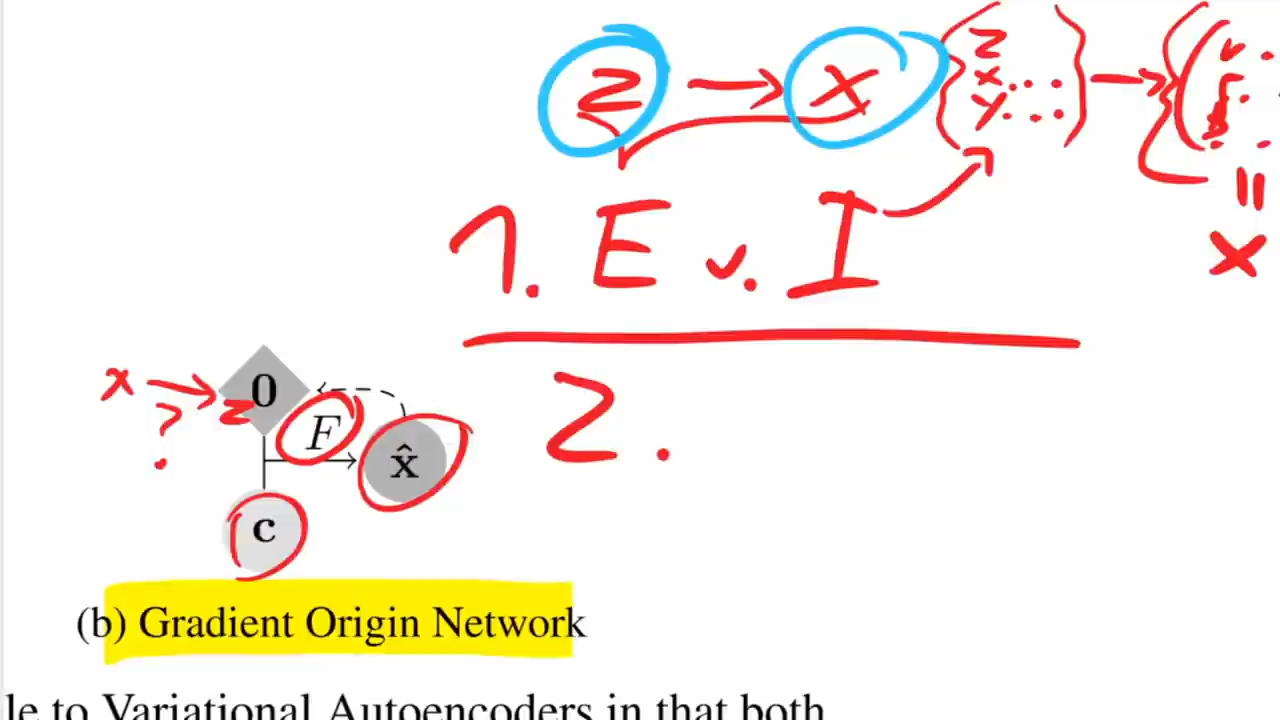 z → x { z x... y... } → {
= x
1. E v. I
2.
x → 0 z
?
F
x̂
c
(b) Gradient Origin Network
le to Variational Autoencoders in that both